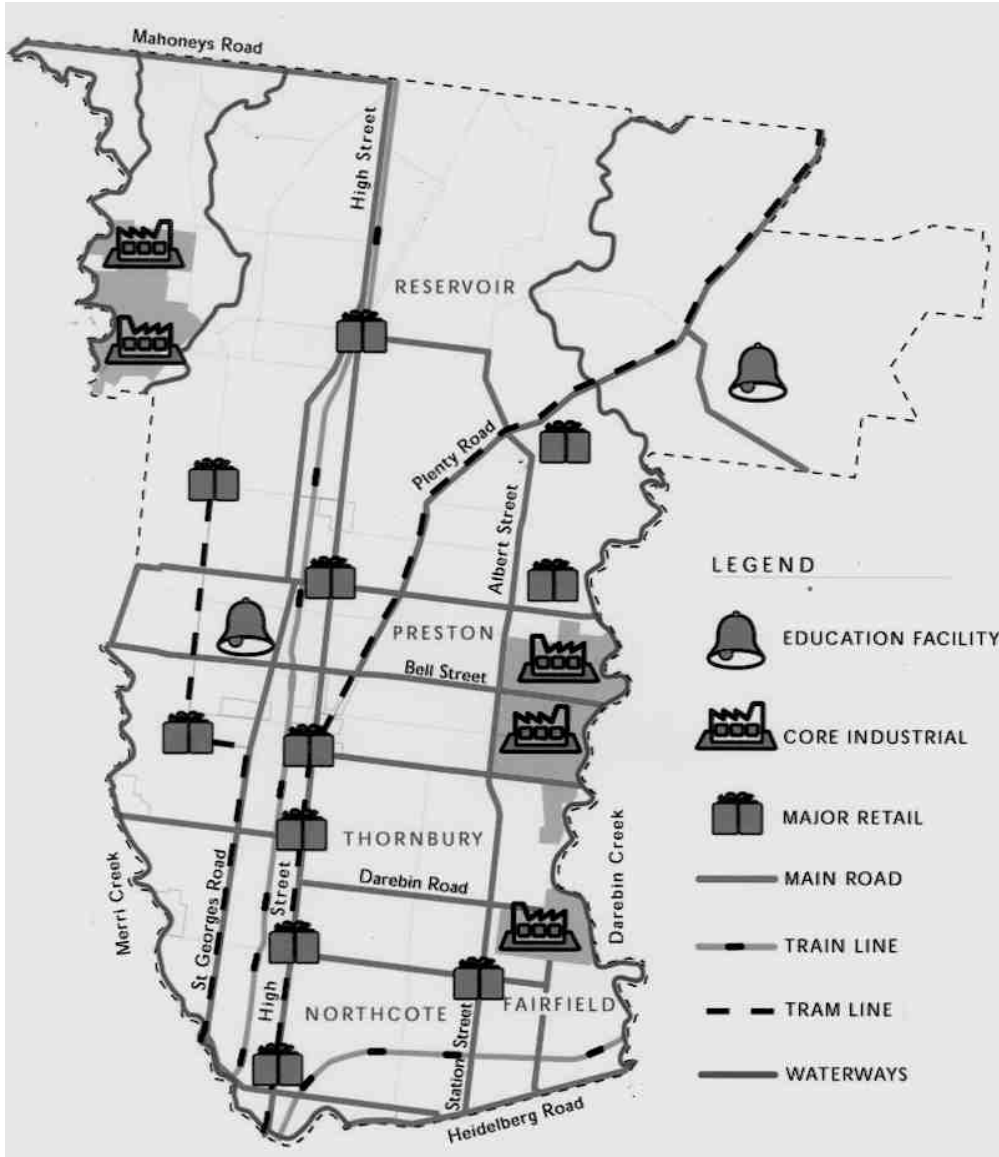 Mahoneys Road
High Street
RESERVOIR
Plenty Road
Albert Street
LEGEND
EDUCATION FACILITY
PRESTON
Bell Street
CORE INDUSTRIAL
MAJOR RETAIL
THORNBURY
Darebin Road
MAIN ROAD
Merri Creek
St Georges Road
High Street
Darebin Creek
TRAIN LINE
NORTHCOTE
FAIRFIELD
TRAM LINE
Station Street
WATERWAYS
Heidelberg Road